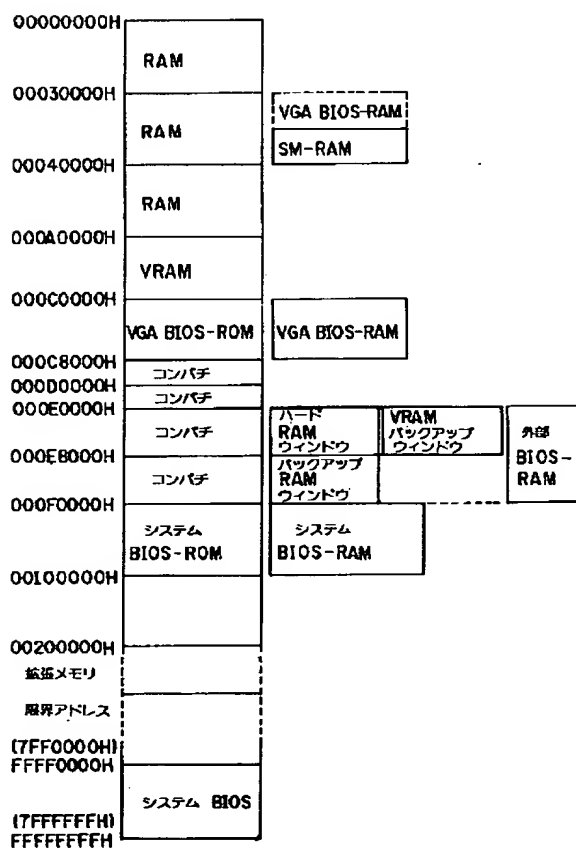 00000000H
RAM
00030000H
VGA BIOS-RAM
RAM
SM-RAM
00040000H
RAM
000A0000H
VRAM
000C0000H
VGA BIOS-ROM
VGA BIOS-RAM
000C8000H
コンパチ
000D0000H
コンパチ
000E0000H
コンパチ
ハード
RAM
ウィンドウ
VRAM
バックアップ
ウィンドウ
外部
BIOS-
RAM
000E8000H
コンパチ
バックアップ
RAM
ウィンドウ
000F0000H
システム
BIOS-ROM
システム
BIOS-RAM
00100000H
00200000H
拡張メモリ
限界アドレス
(7FF0000H)
FFFF0000H
システム BIOS
(7FFFFFFH)
FFFFFFFFH